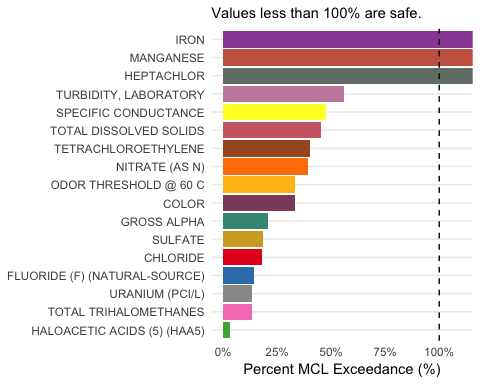 Values less than 100% are safe.
IRON
MANGANESE
HEPTACHLOR
TURBIDITY, LABORATORY
SPECIFIC CONDUCTANCE
TOTAL DISSOLVED SOLIDS
TETRACHLOROETHYLENE
NITRATE (AS N)
ODOR THRESHOLD @ 60 C
COLOR
GROSS ALPHA
SULFATE
CHLORIDE
FLUORIDE (F) (NATURAL-SOURCE)
URANIUM (PCI/L)
TOTAL TRIHALOMETHANES
HALOACETIC ACIDS (5) (HAA5)
0% 25% 50% 75% 100%
Percent MCL Exceedance (%)